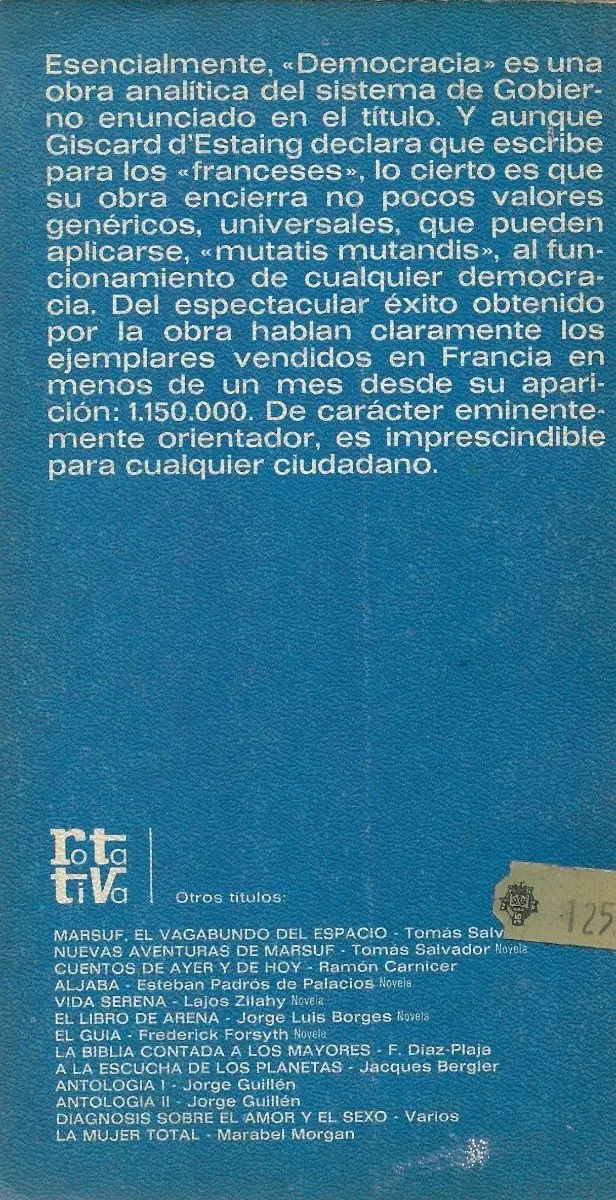 Esencialmente, «Democracia» es una
obra analítica del sistema de Gobier-
no enunciado en el título. Y aunque
Giscard d'Estaing declara que escribe
para los «franceses», lo cierto es que
su obra encierra no pocos valores
genéricos, universales, que pueden
aplicarse, «mutatis mutandis», al fun-
cionamiento de cualquier democra-
cia. Del espectacular éxito obtenido
por la obra hablan claramente los
ejemplares vendidos en Francia en
menos de un mes desde su apari-
ción: 1.150.000. De carácter eminente-
mente orientador, es imprescindible
para cualquier ciudadano.
rota
tiva
Otros títulos:
125
MARSUF, EL VAGABUNDO DEL ESPACIO - Tomás Salv
NUEVAS AVENTURAS DE MARSUF - Tomás Salvador Novela
CUENTOS DE AYER Y DE HOY - Ramón Carnicer
ALJABA - Esteban Padrós de Palacios Novela
VIDA SERENA - Lajos Zilahy Novela
EL LIBRO DE ARENA - Jorge Luis Borges Novela
EL GUIA - Frederick Forsyth Novela
LA BIBLIA CONTADA A LOS MAYORES - F. Díaz-Plaja
A LA ESCUCHA DE LOS PLANETAS - Jacques Bergier
ANTOLOGIA I - Jorge Guillén
ANTOLOGIA II - Jorge Guillén
DIAGNOSIS SOBRE EL AMOR Y EL SEXO - Varios
LA MUJER TOTAL - Marabel Morgan